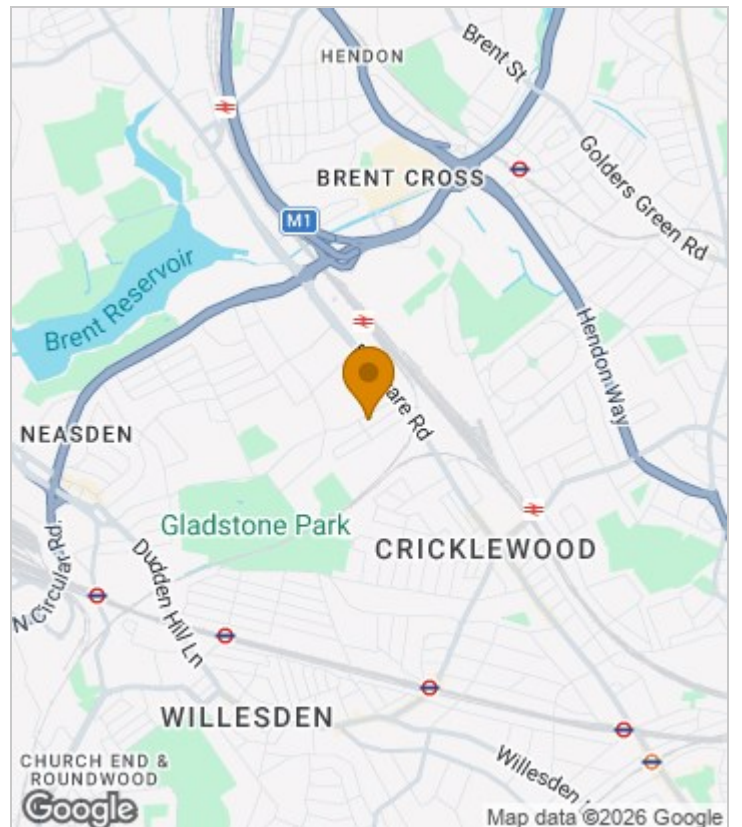 HENDON
Brent St
Golders Green Rd
BRENT CROSS
M1
Brent Reservoir
Hendon Way
NEASDEN
Gladstone Park
CRICKLEWOOD
N Circular Rd
Dudden Hill Ln
WILLESDEN
CHURCH END &
ROUNDWOOD
Willesden
Google
Map data ©2026 Google